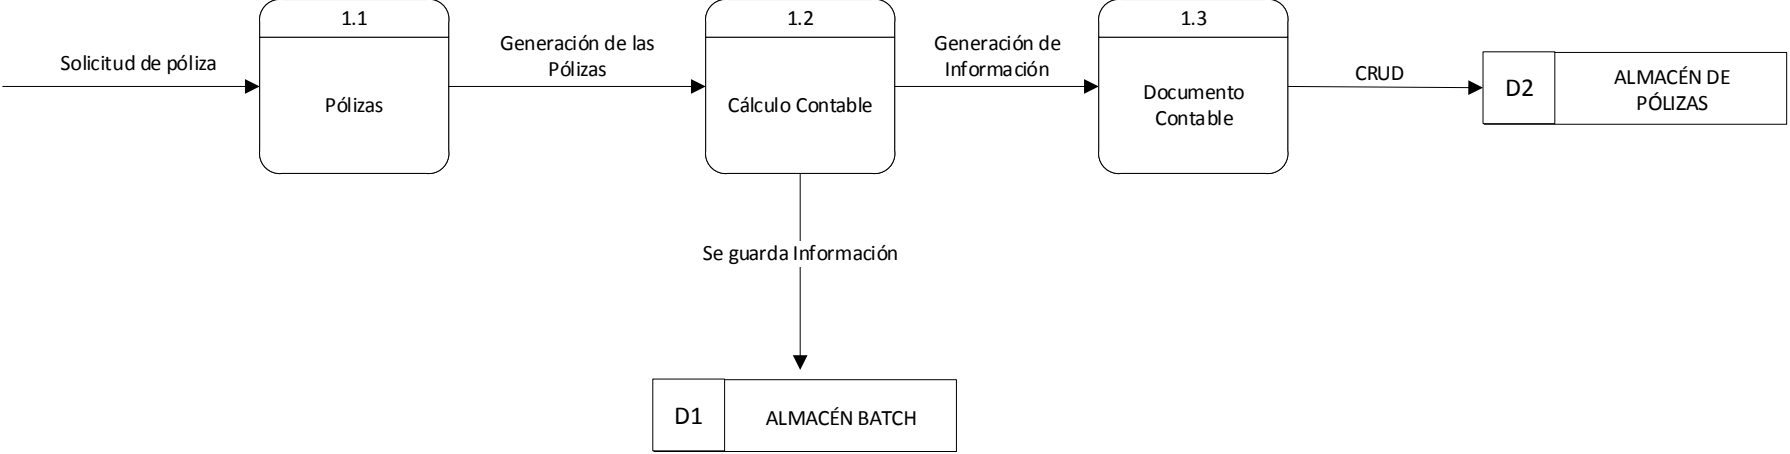 1.1
1.2
1.3
Solicitud de póliza
Pólizas
Generación de las
Pólizas
Cálculo Contable
Generación de
Información
Documento
Contable
CRUD
D2
ALMACÉN DE
PÓLIZAS
Se guarda Información
D1
ALMACÉN BATCH